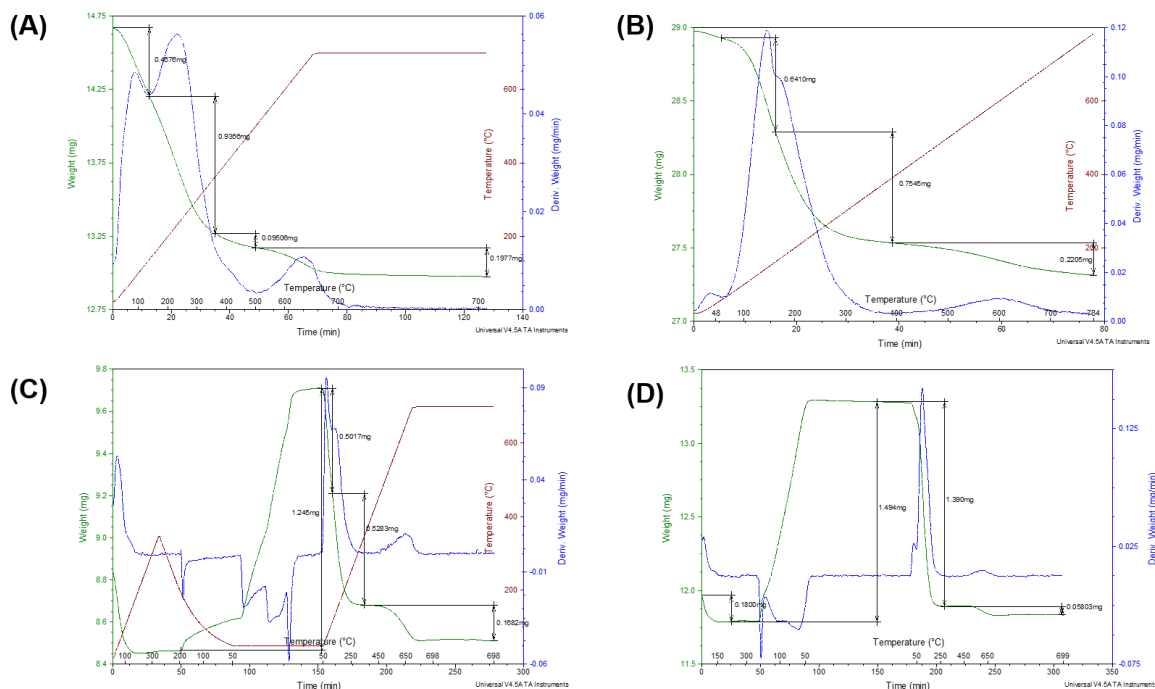 (A)
14.75
14.25
13.75
13.25
12.75
Weight (mg)
0.4676mg
0.9356mg
0.09506mg
0.1977mg
600
400
200
Temperature (°C)
0.06
0.04
0.02
0.00
Deriv. Weight (mg/min)
Temperature (°C)
100 200 300 400 500 600 700 700
0 20 40 60 80 100 120 140
Time (min)
Universal V4.5A TA Instruments
(B)
29.0
28.5
28.0
27.5
27.0
Weight (mg)
0.6410mg
0.7545mg
0.2205mg
600
400
200
Temperature (°C)
0.12
0.10
0.08
0.06
0.04
0.02
0.00
Deriv. Weight (mg/min)
Temperature (°C)
48 100 200 300 400 500 600 700 784
0 20 40 60 80
Time (min)
Universal V4.5A TA Instruments
(C)
9.8
9.6
9.4
9.2
9.0
8.8
8.6
8.4
Weight (mg)
0.5017mg
1.245mg
0.5283mg
0.1682mg
600
400
200
Temperature (°C)
0.09
0.04
-0.01
-0.06
Deriv. Weight (mg/min)
Temperature (°C)
100 300 200 100 50 50 250 450 650 698 698
0 50 100 150 200 250 300
Time (min)
Universal V4.5A TA Instruments
(D)
13.5
13.0
12.5
12.0
11.5
Weight (mg)
0.1800mg
1.494mg
1.390mg
0.05803mg
0.125
0.025
-0.075
Deriv. Weight (mg/min)
Temperature (°C)
150 300 100 50 50 250 450 650 699
0 50 100 150 200 250 300 350
Time (min)
Universal V4.5A TA Instruments